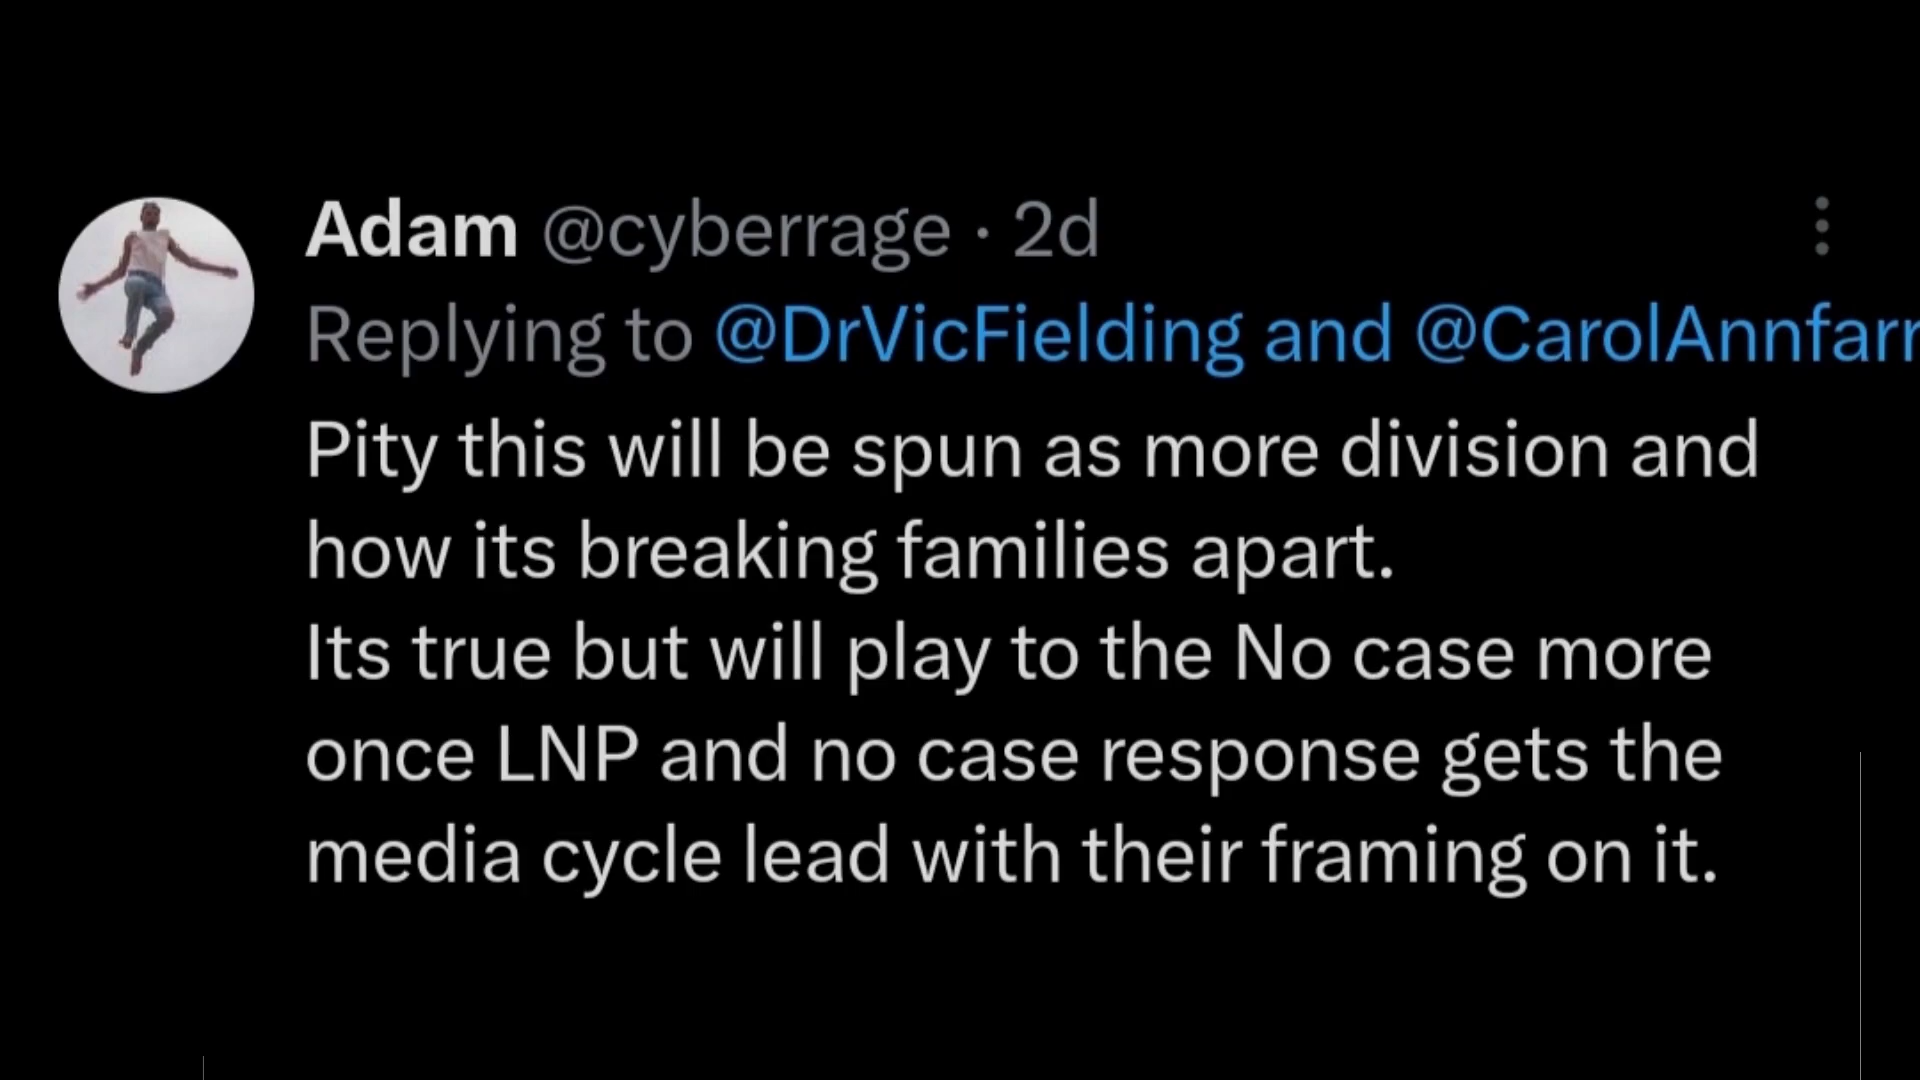 Adam @cyberrage · 2d
Replying to @DrVicFielding and @CarolAnnfarr
Pity this will be spun as more division and
how its breaking families apart.
Its true but will play to the No case more
once LNP and no case response gets the
media cycle lead with their framing on it.